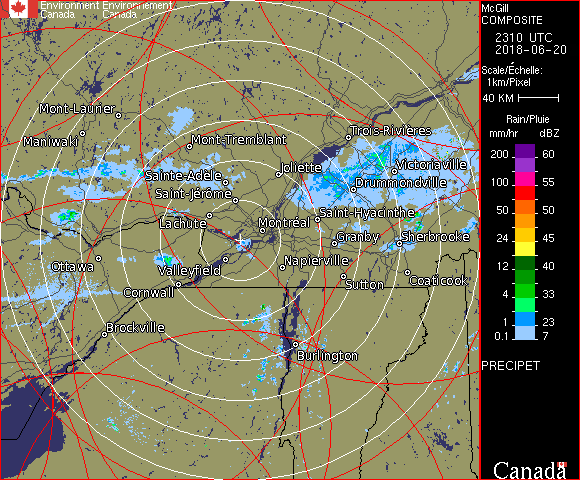 Environment Environnement
Canada Canada
McGill
COMPOSITE
2310 UTC
2018-06-20
Scale/Échelle:
1km/Pixel
40 KM
Rain/Pluie
mm/hr dBZ
200 60
150 57
100 55
50 50
24 45
12 40
4 33
1 23
0.1 7
PRECIPET
Canada
Mont-Laurier
Maniwaki
Mont-Tremblant
Trois-Rivières
Victoriaville
Joliette
Sainte-Adèle
Drummondville
Saint-Jérôme
Saint-Hyacinthe
Lachute
Montréal
Granby
Sherbrooke
Ottawa
Valleyfield
Napierville
Sutton
Coaticook
Cornwall
Brockville
Burlington